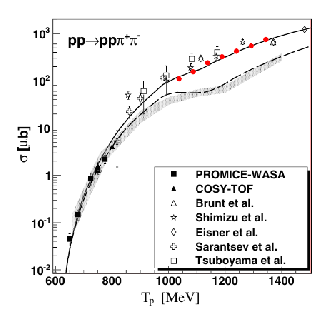 pp→ppπ⁺π⁻
σ [μb]
10³
10²
10
1
10⁻¹
10⁻²
600 800 1000 1200 1400
Tₚ [MeV]
PROMICE-WASA
COSY-TOF
Brunt et al.
Shimizu et al.
Eisner et al.
Sarantsev et al.
Tsuboyama et al.